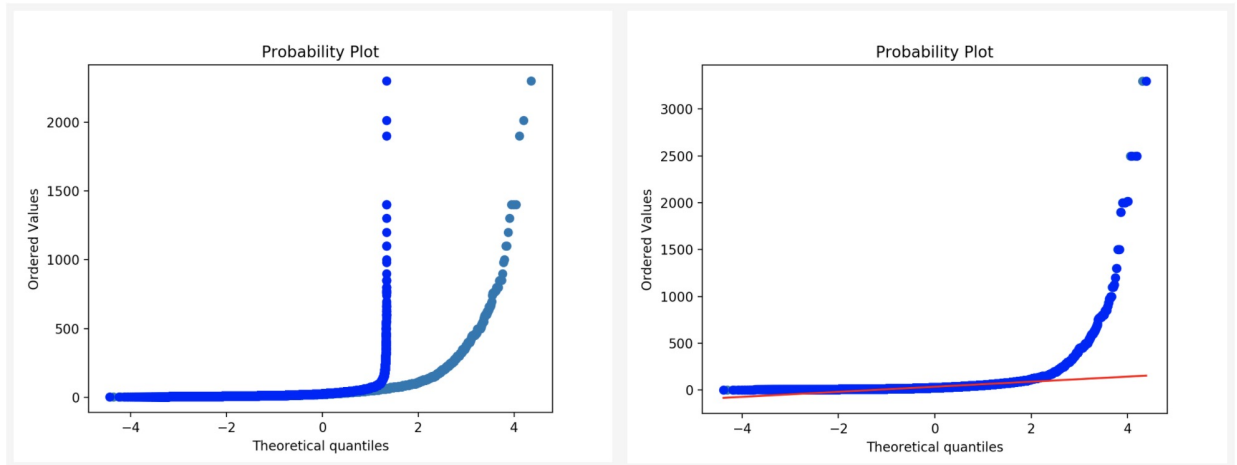 Probability Plot
2000
1500
1000
500
0
Ordered Values
−4 −2 0 2 4
Theoretical quantiles
Probability Plot
3000
2500
2000
1500
1000
500
0
Ordered Values
−4 −2 0 2 4
Theoretical quantiles